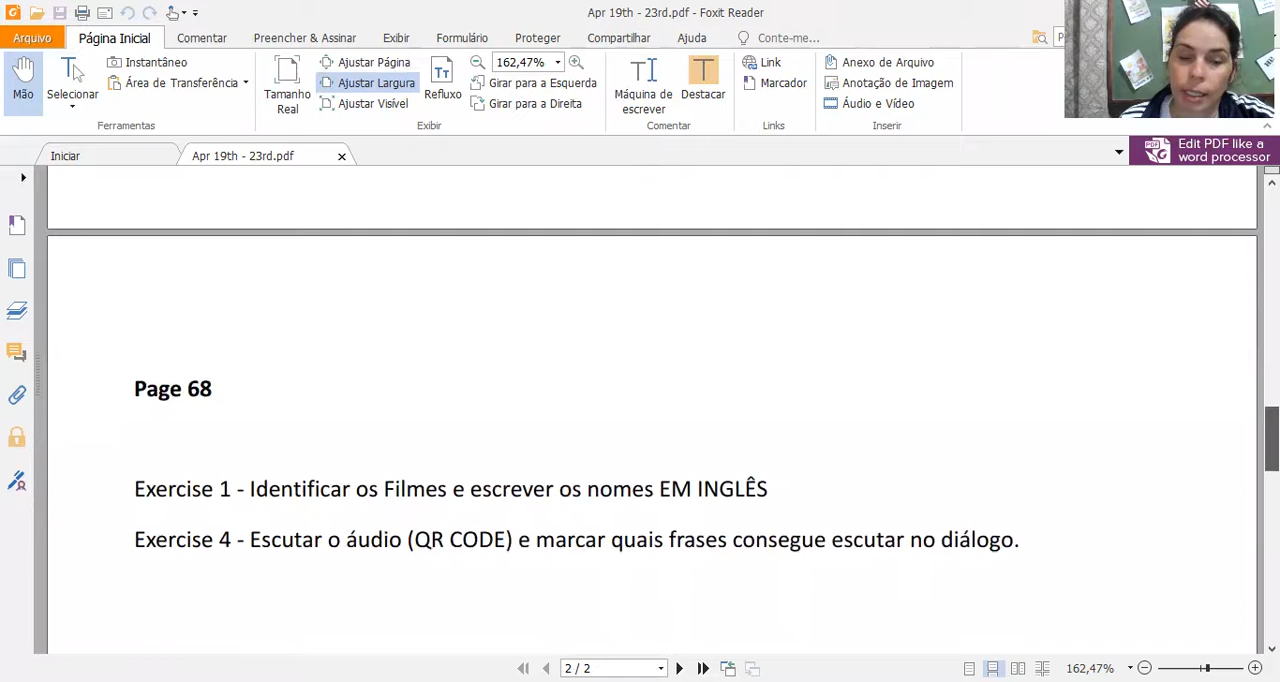 Apr 19th - 23rd.pdf - Foxit Reader
Arquivo Página Inicial Comentar Preencher & Assinar Exibir Formulário Proteger Compartilhar Ajuda Conte-me...
Mão
Selecionar
Instantâneo
Área de Transferência
Ferramentas
Tamanho Real
Ajustar Página
Ajustar Largura
Ajustar Visível
Refluxo
162,47%
Girar para a Esquerda
Girar para a Direita
Exibir
Máquina de escrever
Destacar
Comentar
Link
Marcador
Links
Anexo de Arquivo
Anotação de Imagem
Áudio e Vídeo
Inserir
Iniciar
Apr 19th - 23rd.pdf
Edit PDF like a
word processor
Page 68
Exercise 1 - Identificar os Filmes e escrever os nomes EM INGLÊS
Exercise 4 - Escutar o áudio (QR CODE) e marcar quais frases consegue escutar no diálogo.
2 / 2
162,47%